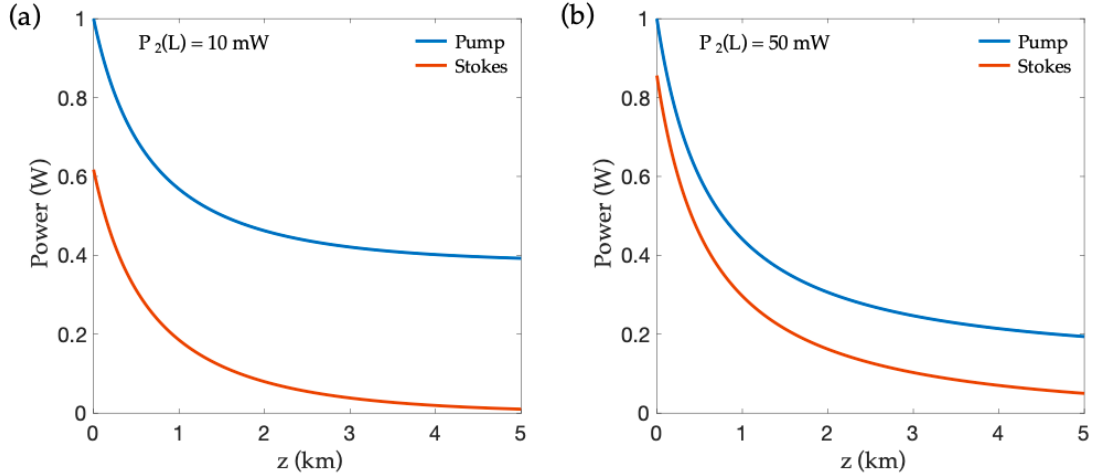 (a)
P 2(L) = 10 mW
Pump
Stokes
Power (W)
1
0.8
0.6
0.4
0.2
0
0 1 2 3 4 5
z (km)
(b)
P 2(L) = 50 mW
Pump
Stokes
Power (W)
1
0.8
0.6
0.4
0.2
0
0 1 2 3 4 5
z (km)